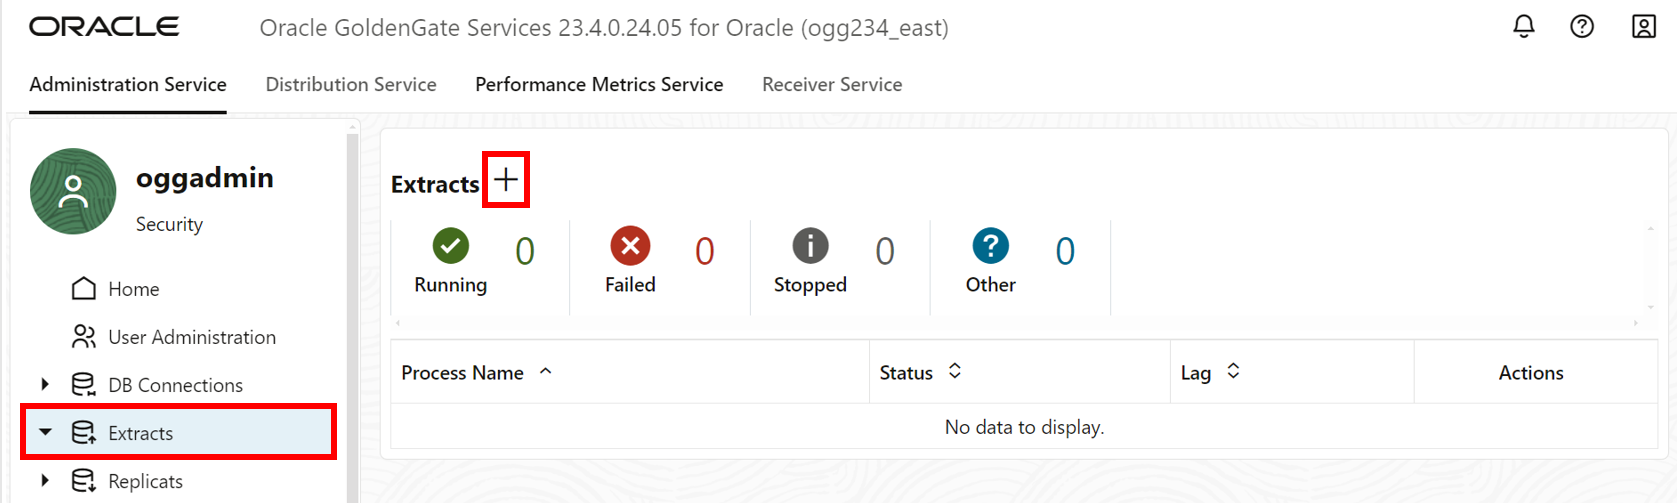 ORACLE Oracle GoldenGate Services 23.4.0.24.05 for Oracle (ogg234_east)
Administration Service Distribution Service Performance Metrics Service Receiver Service
oggadmin
Security
Home
User Administration
DB Connections
Extracts
Replicats
Extracts
0 0 0 0
Running Failed Stopped Other
Process Name Status Lag Actions
No data to display.